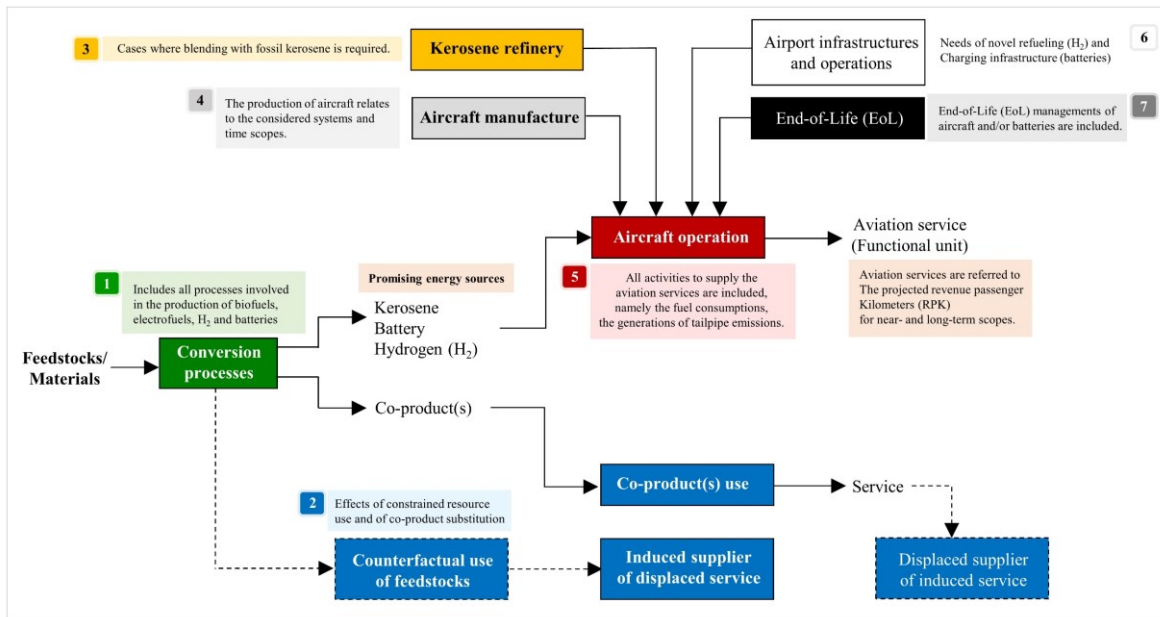 3
Cases where blending with fossil kerosene is required.
Kerosene refinery
Airport infrastructures
and operations
Needs of novel refueling (H₂) and
Charging infrastructure (batteries)
6
4
The production of aircraft relates
to the considered systems and
time scopes.
Aircraft manufacture
End-of-Life (EoL)
End-of-Life (EoL) managements of
aircraft and/or batteries are included.
7
Aircraft operation
Aviation service
(Functional unit)
1
Includes all processes involved
in the production of biofuels,
electrofuels, H₂ and batteries
Promising energy sources
Kerosene
Battery
Hydrogen (H₂)
5
All activities to supply the
aviation services are included,
namely the fuel consumptions,
the generations of tailpipe emissions.
Aviation services are referred to
The projected revenue passenger
Kilometers (RPK)
for near- and long-term scopes.
Feedstocks/
Materials
Conversion
processes
Co-product(s)
Co-product(s) use
Service
2
Effects of constrained resource
use and of co-product substitution
Counterfactual use
of feedstocks
Induced supplier
of displaced service
Displaced supplier
of induced service